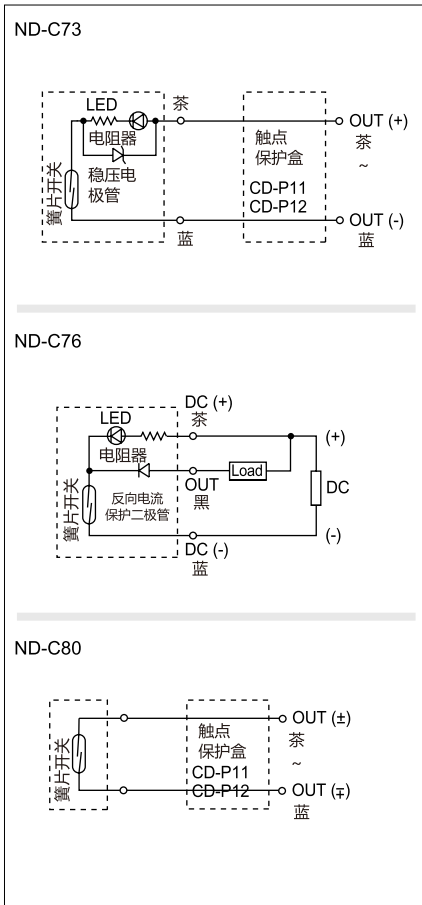 ND-C73
LED
茶
电阻器
稳压电
极管
簧片开关
蓝
触点
保护盒
CD-P11
CD-P12
OUT (+)
茶
~
OUT (-)
蓝
ND-C76
DC (+)
茶
LED
电阻器
(+)
Load
OUT
黑
DC
反向电流
保护二极管
簧片开关
(-)
DC (-)
蓝
ND-C80
簧片开关
触点
保护盒
CD-P11
CD-P12
OUT (±)
茶
~
OUT (∓)
蓝